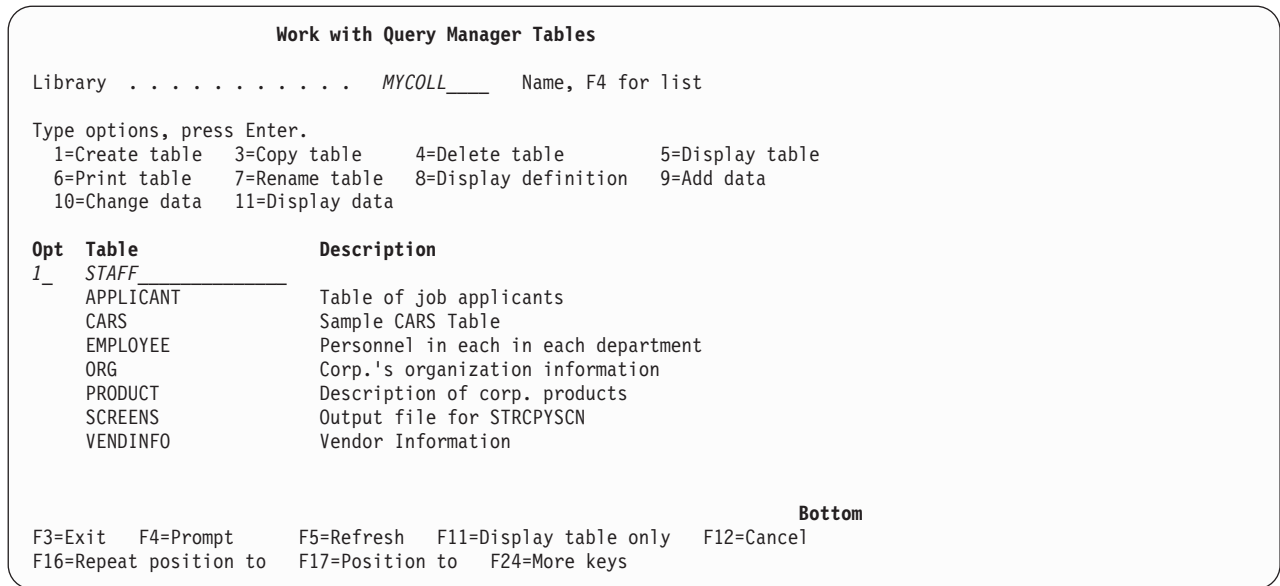 Work with Query Manager Tables
Library . . . . . . . . . . . MYCOLL____ Name, F4 for list
Type options, press Enter.
1=Create table 3=Copy table 4=Delete table 5=Display table
6=Print table 7=Rename table 8=Display definition 9=Add data
10=Change data 11=Display data
Opt Table Description
1_ STAFF______________
APPLICANT Table of job applicants
CARS Sample CARS Table
EMPLOYEE Personnel in each in each department
ORG Corp.'s organization information
PRODUCT Description of corp. products
SCREENS Output file for STRCPYSCN
VENDINFO Vendor Information
Bottom
F3=Exit F4=Prompt F5=Refresh F11=Display table only F12=Cancel
F16=Repeat position to F17=Position to F24=More keys